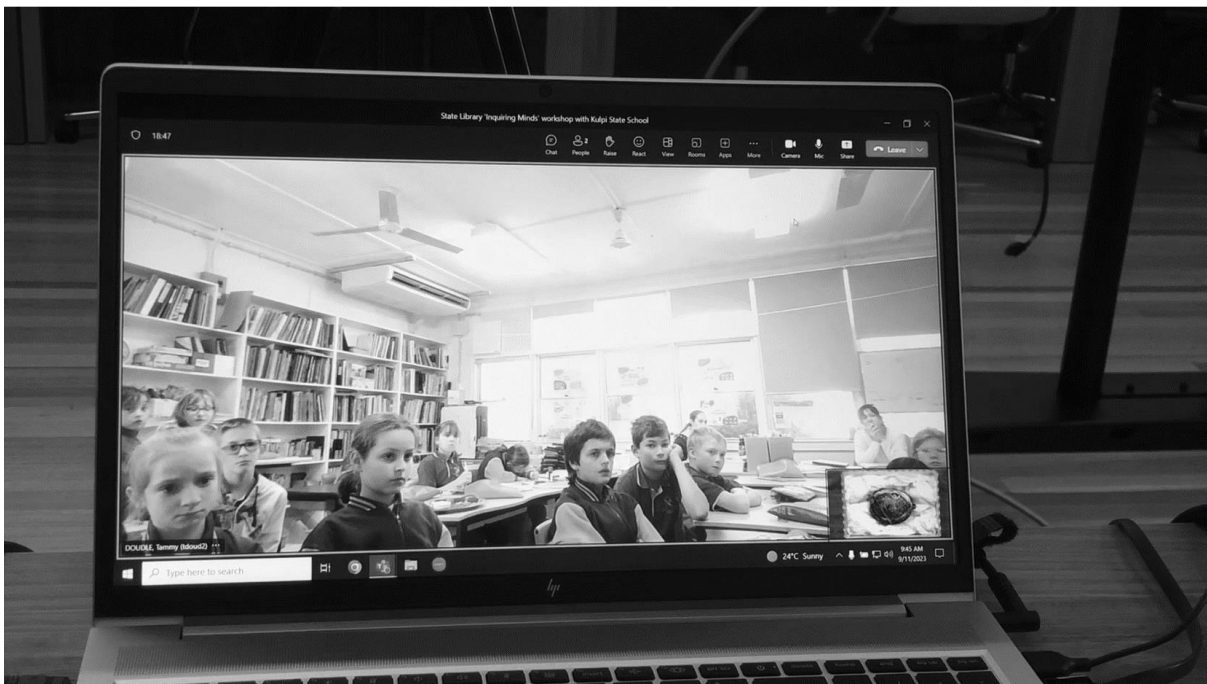 State Library 'Inquiring Minds' workshop with Kulpi State School
18:47
Chat
People 2
Raise
React
View
Rooms
Apps
More
Camera
Mic
Share
Leave
DOUDLE, Tammy (tdoud2)
Type here to search
24°C Sunny
9:45 AM
9/11/2023
hp